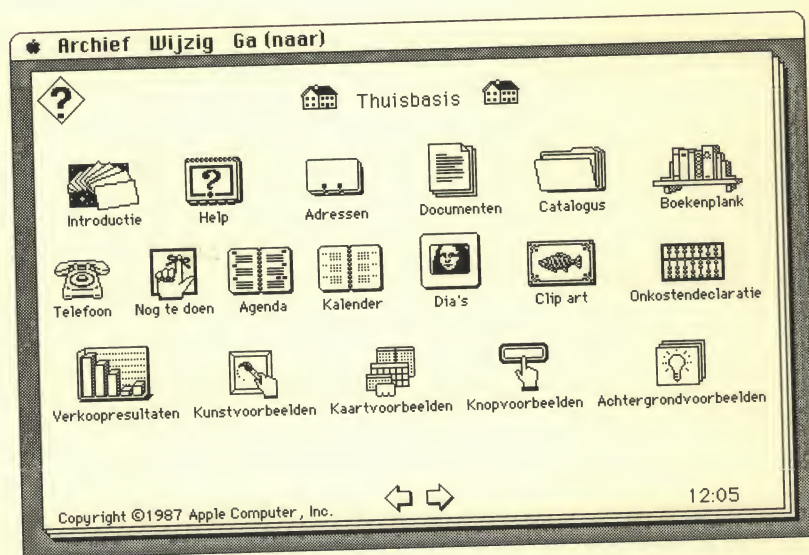 Archief Wijzig Ga (naar)
?
Thuisbasis
?
Introductie Help Adressen Documenten Catalogus Boekenplank
Telefoon Nog te doen Agenda Kalender Dia's Clip art Onkostendeclaratie
Verkoopresultaten Kunstvoorbeelden Kaartvoorbeelden Knopvoorbeelden Achtergrondvoorbeelden
Copyright ©1987 Apple Computer, Inc.
12:05